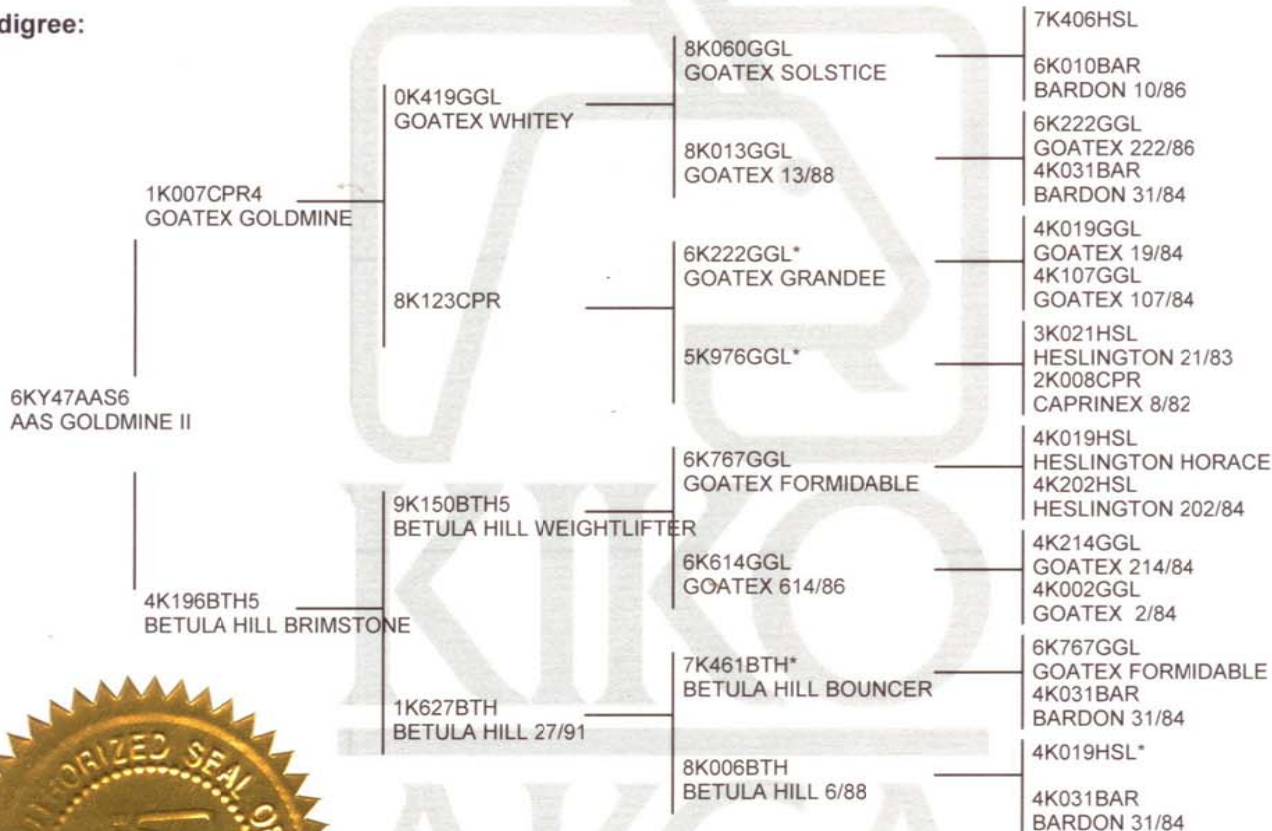 digree:
6KY47AAS6
AAS GOLDMINE II
1K007CPR4
GOATEX GOLDMINE
4K196BTH5
BETULA HILL BRIMSTONE
0K419GGL
GOATEX WHITEY
8K123CPR
9K150BTH5
BETULA HILL WEIGHTLIFTER
1K627BTH
BETULA HILL 27/91
8K060GGL
GOATEX SOLSTICE
8K013GGL
GOATEX 13/88
6K222GGL*
GOATEX GRANDEE
5K976GGL*
6K767GGL
GOATEX FORMIDABLE
6K614GGL
GOATEX 614/86
7K461BTH*
BETULA HILL BOUNCER
8K006BTH
BETULA HILL 6/88
7K406HSL
6K010BAR
BARDON 10/86
6K222GGL
GOATEX 222/86
4K031BAR
BARDON 31/84
4K019GGL
GOATEX 19/84
4K107GGL
GOATEX 107/84
3K021HSL
HESLINGTON 21/83
2K008CPR
CAPRINEX 8/82
4K019HSL
HESLINGTON HORACE
4K202HSL
HESLINGTON 202/84
4K214GGL
GOATEX 214/84
4K002GGL
GOATEX 2/84
6K767GGL
GOATEX FORMIDABLE
4K031BAR
BARDON 31/84
4K019HSL*
4K031BAR
BARDON 31/84
KIKO
AKGA
SEAL OF